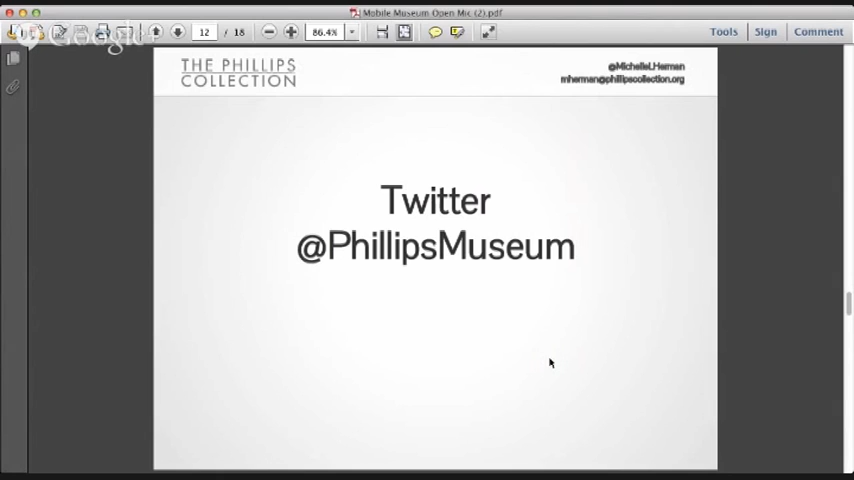 Mobile Museum Open Mic (2).pdf
Google+
12 / 18
86.4%
Tools
Sign
Comment
THE PHILLIPS
COLLECTION
@MichelleLHerman
mherman@phillipscollection.org
Twitter
@PhillipsMuseum